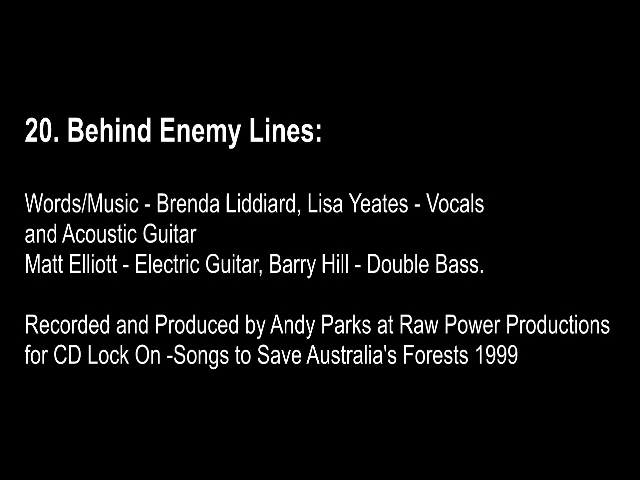 20. Behind Enemy Lines:
Words/Music - Brenda Liddiard, Lisa Yeates - Vocals
and Acoustic Guitar
Matt Elliott - Electric Guitar, Barry Hill - Double Bass.
Recorded and Produced by Andy Parks at Raw Power Productions
for CD Lock On -Songs to Save Australia's Forests 1999